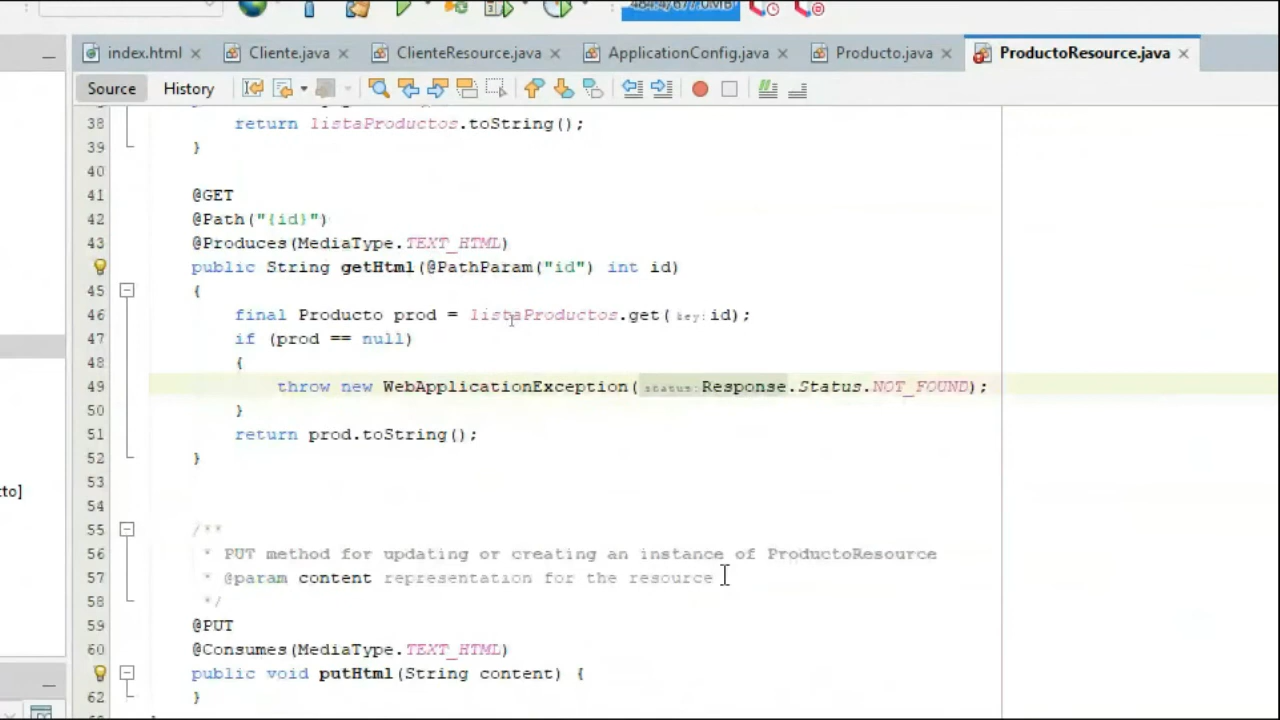 484.4/677.0MB
index.html
Cliente.java
ClienteResource.java
ApplicationConfig.java
Producto.java
ProductoResource.java
Source
History
38 return listaProductos.toString();
39 }
40
41 @GET
42 @Path("{id}")
43 @Produces(MediaType.TEXT_HTML)
public String getHtml(@PathParam("id") int id)
45 {
46 final Producto prod = listaProductos.get(key:id);
47 if (prod == null)
48 {
49 throw new WebApplicationException(status:Response.Status.NOT_FOUND);
50 }
51 return prod.toString();
52 }
53
54
55 /**
56 * PUT method for updating or creating an instance of ProductoResource
57 * @param content representation for the resource
58 */
59 @PUT
60 @Consumes(MediaType.TEXT_HTML)
public void putHtml(String content) {
62 }
cto]